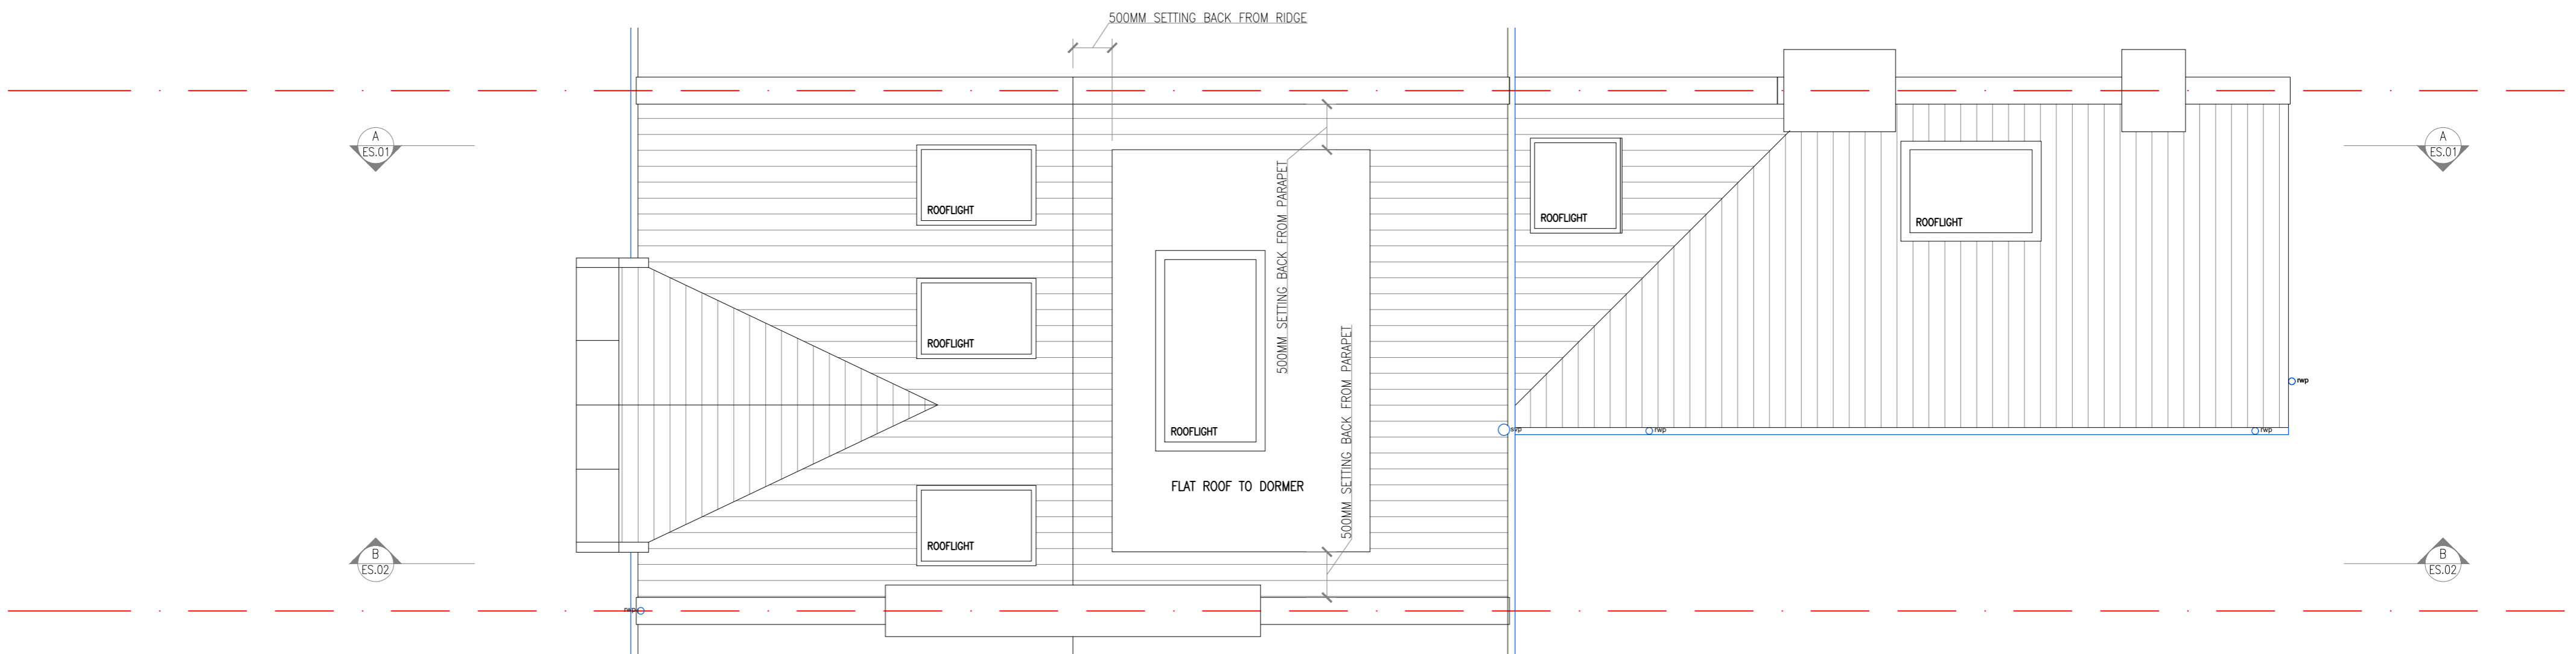 500MM SETTING BACK FROM RIDGE
A
ES.01
A
ES.01
ROOFLIGHT
500MM SETTING BACK FROM PARAPET
ROOFLIGHT
ROOFLIGHT
ROOFLIGHT
500MM SETTING BACK FROM PARAPET
rwp
ROOFLIGHT
svp
rwp
rwp
FLAT ROOF TO DORMER
ROOFLIGHT
B
ES.02
B
ES.02
rwp